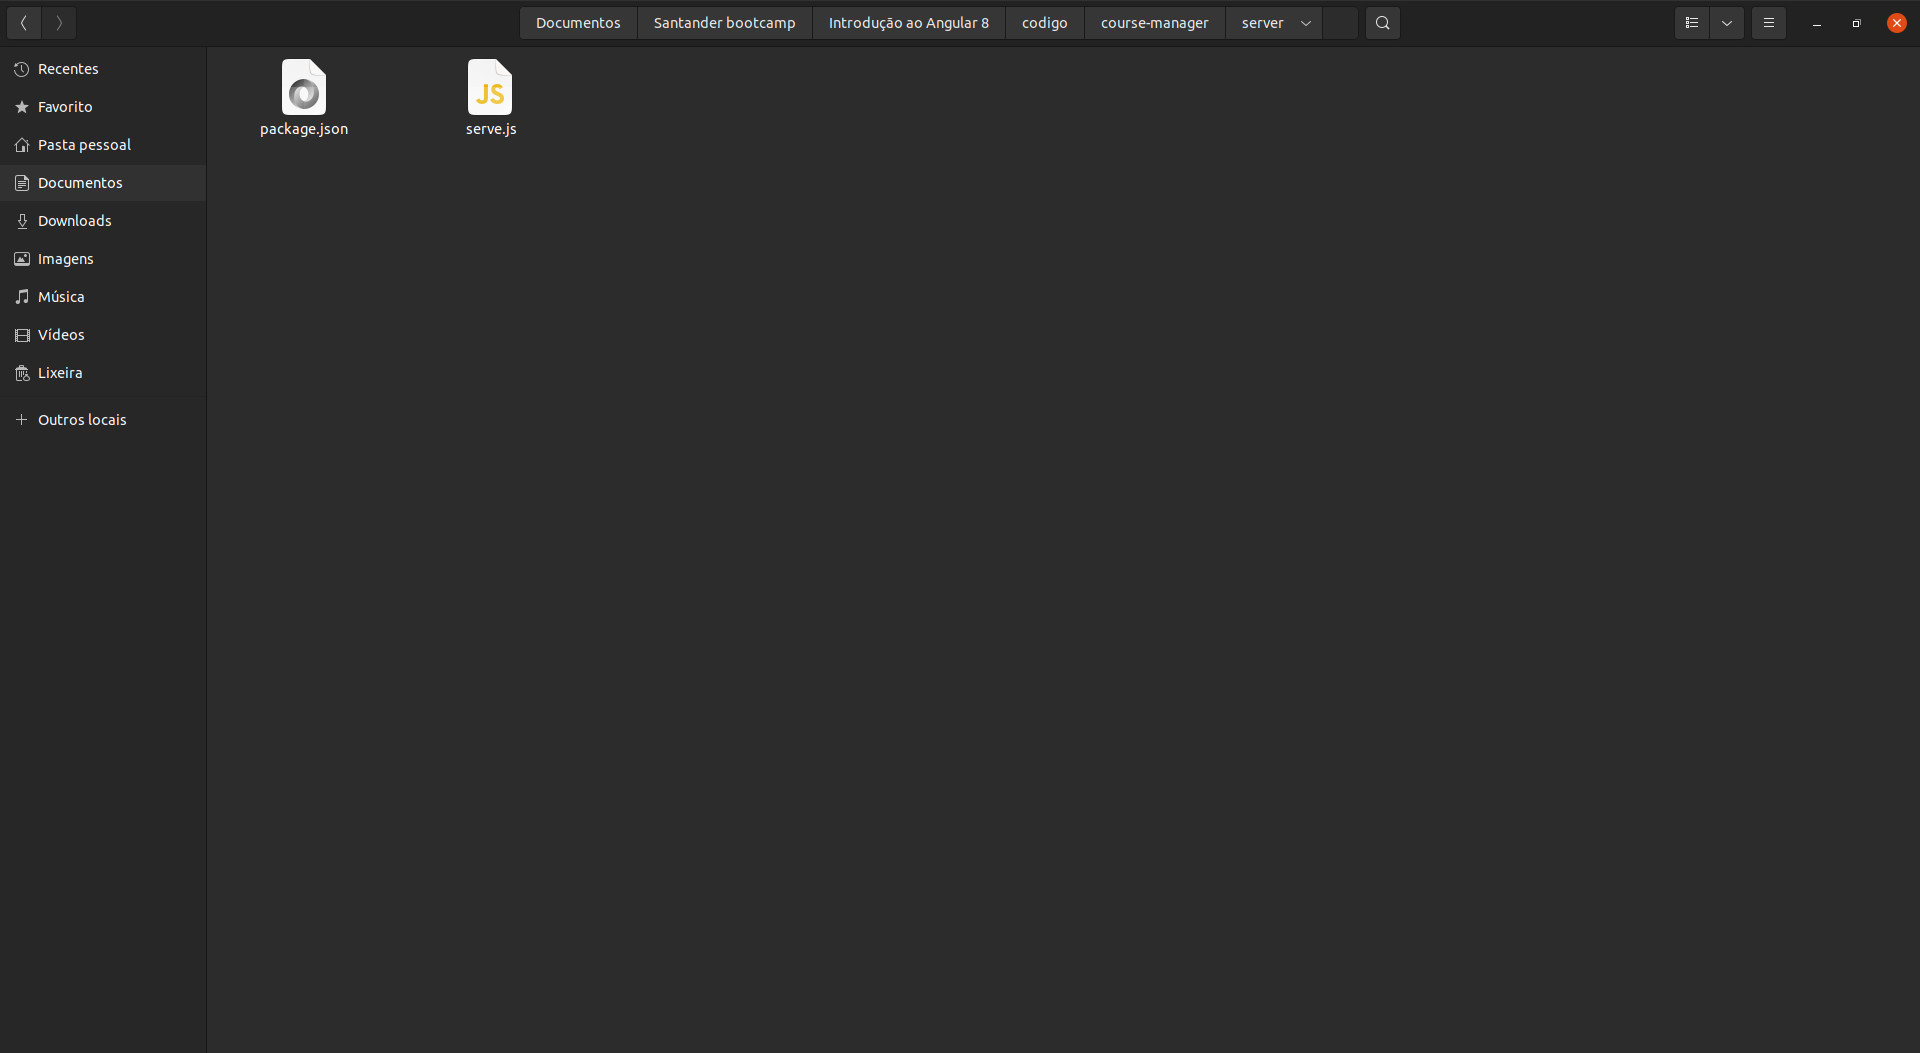 Documentos Santander bootcamp Introdução ao Angular 8 codigo course-manager server
Recentes
Favorito
Pasta pessoal
Documentos
Downloads
Imagens
Música
Vídeos
Lixeira
Outros locais
JS
package.json serve.js